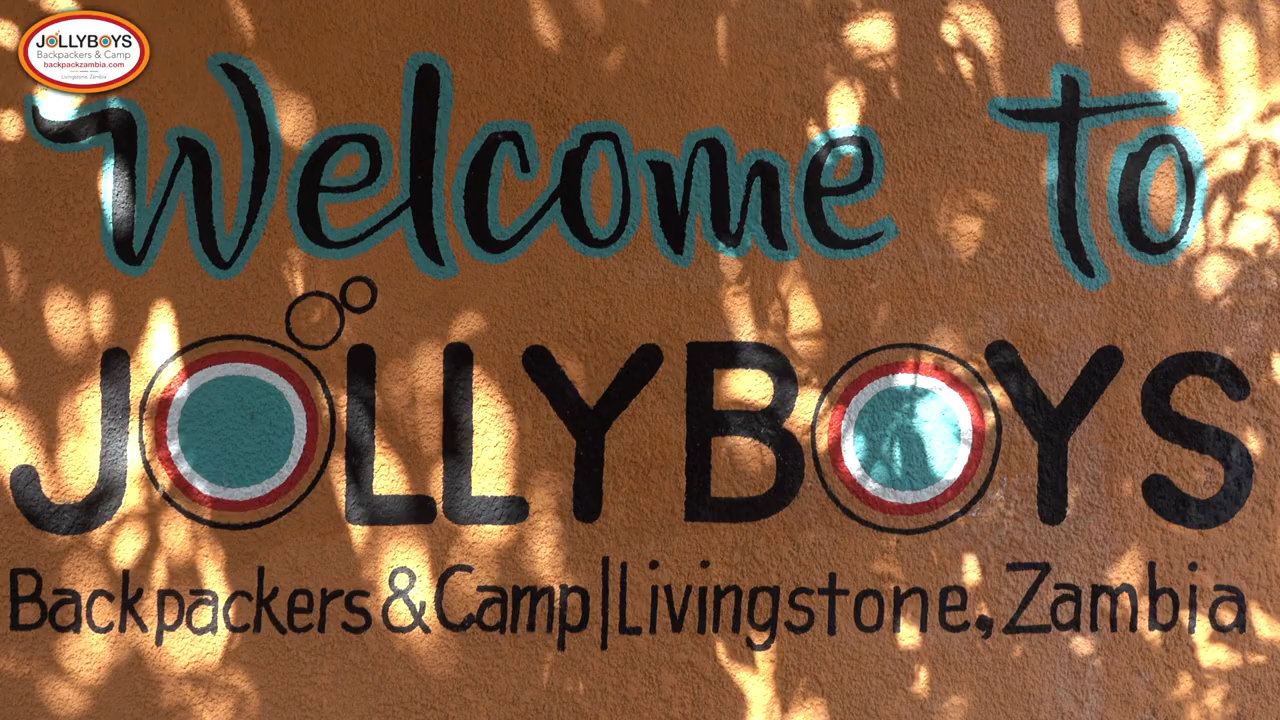 JOLLYBOYS
Backpackers & Camp
backpackzambia.com
Livingstone, Zambia
Welcome to
JOLLYBOYS
Backpackers & Camp | Livingstone, Zambia